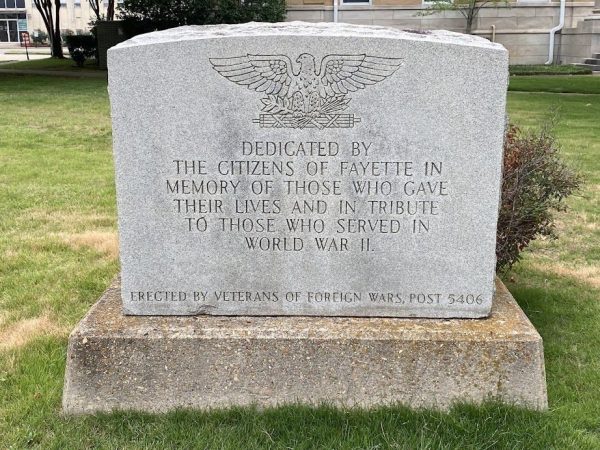 DEDICATED BY
THE CITIZENS OF FAYETTE IN
MEMORY OF THOSE WHO GAVE
THEIR LIVES AND IN TRIBUTE
TO THOSE WHO SERVED IN
WORLD WAR II.
ERECTED BY VETERANS OF FOREIGN WARS, POST 5406